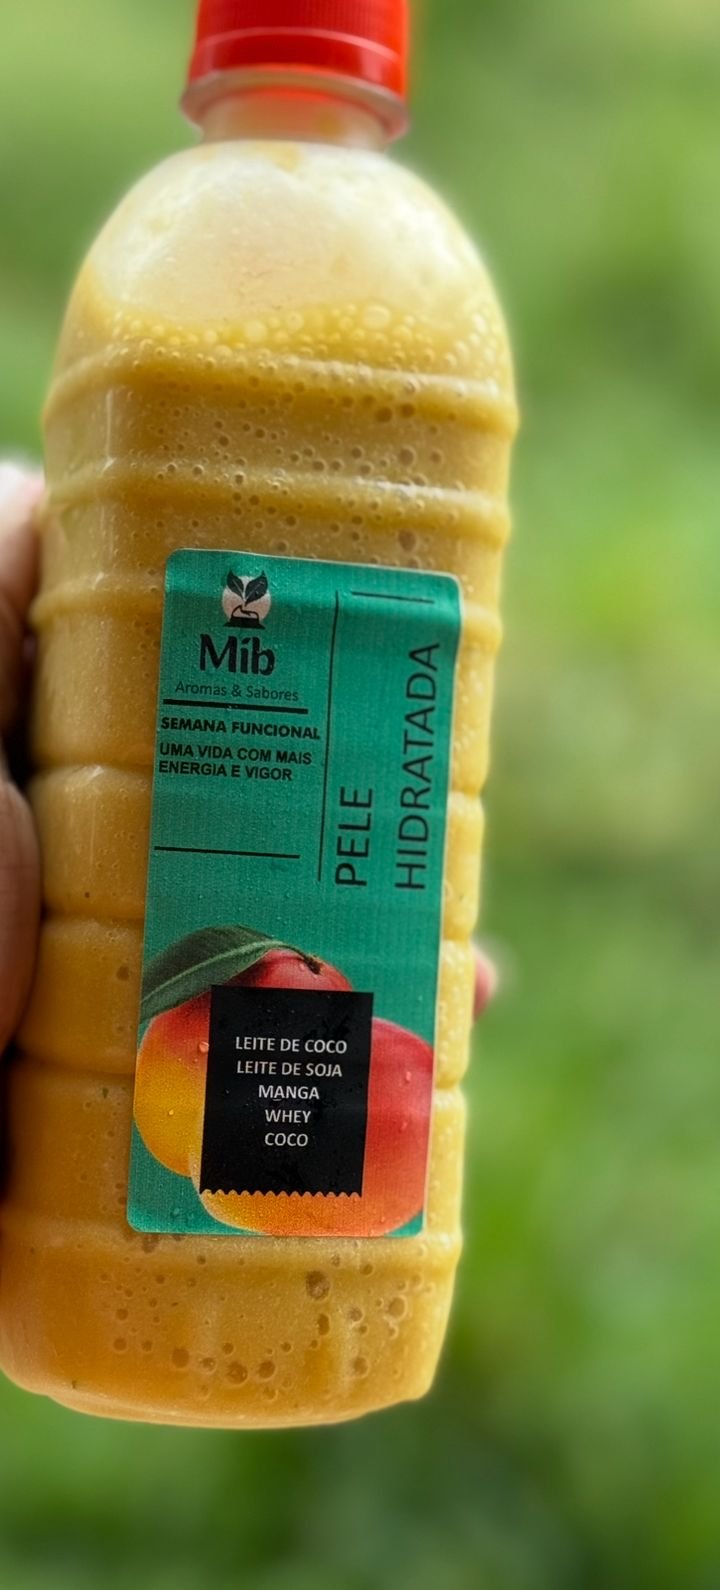 Mib
Aromas & Sabores
SEMANA FUNCIONAL
UMA VIDA COM MAIS
ENERGIA E VIGOR
PELE
HIDRATADA
LEITE DE COCO
LEITE DE SOJA
MANGA
WHEY
COCO